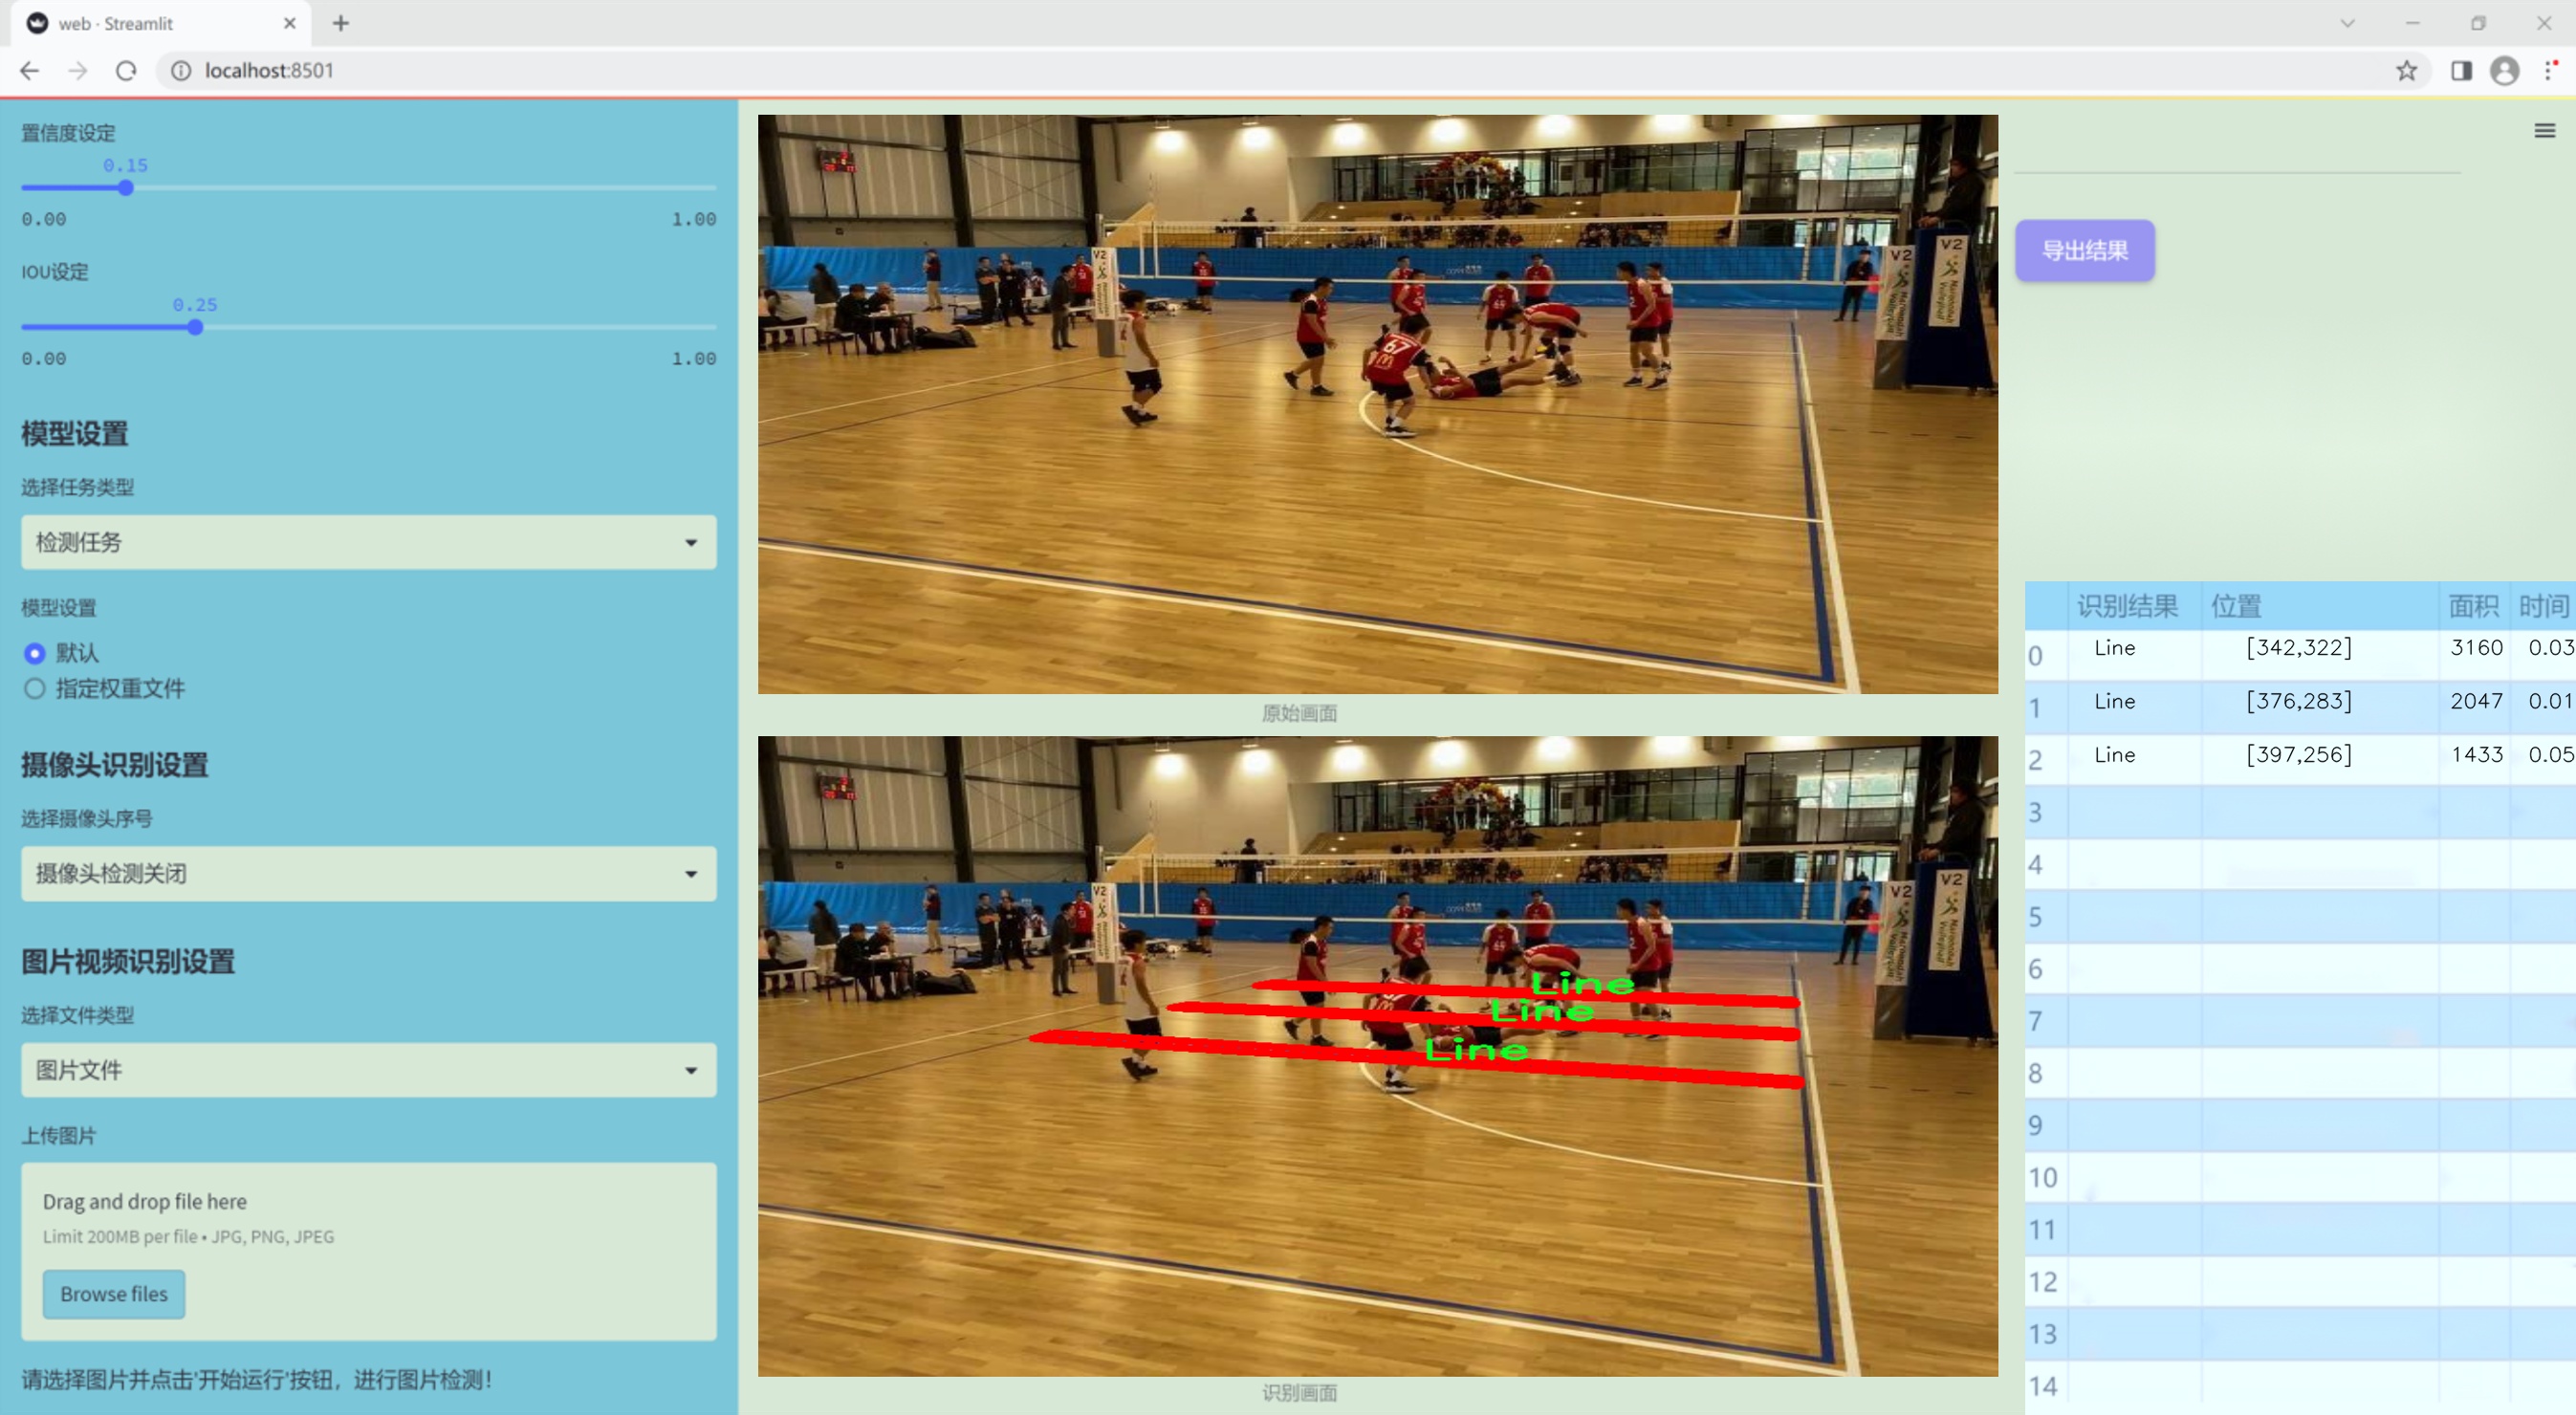 web · Streamlit
localhost:8501
置信度设定
0.15
0.00 1.00
IOU设定
0.25
0.00 1.00
模型设置
选择任务类型
检测任务
模型设置
默认
指定权重文件
摄像头识别设置
选择摄像头序号
摄像头检测关闭
图片视频识别设置
选择文件类型
图片文件
上传图片
Drag and drop file here
Limit 200MB per file • JPG, PNG, JPEG
Browse files
请选择图片并点击'开始运行'按钮，进行图片检测！
V2
V2
V2
67
原始画面
V2
V2
V2
Line
Line
Line
识别画面
导出结果
识别结果 位置 面积 时间
0 Line [342,322] 3160 0.03
1 Line [376,283] 2047 0.01
2 Line [397,256] 1433 0.05
3
4
5
6
7
8
9
10
11
12
13
14